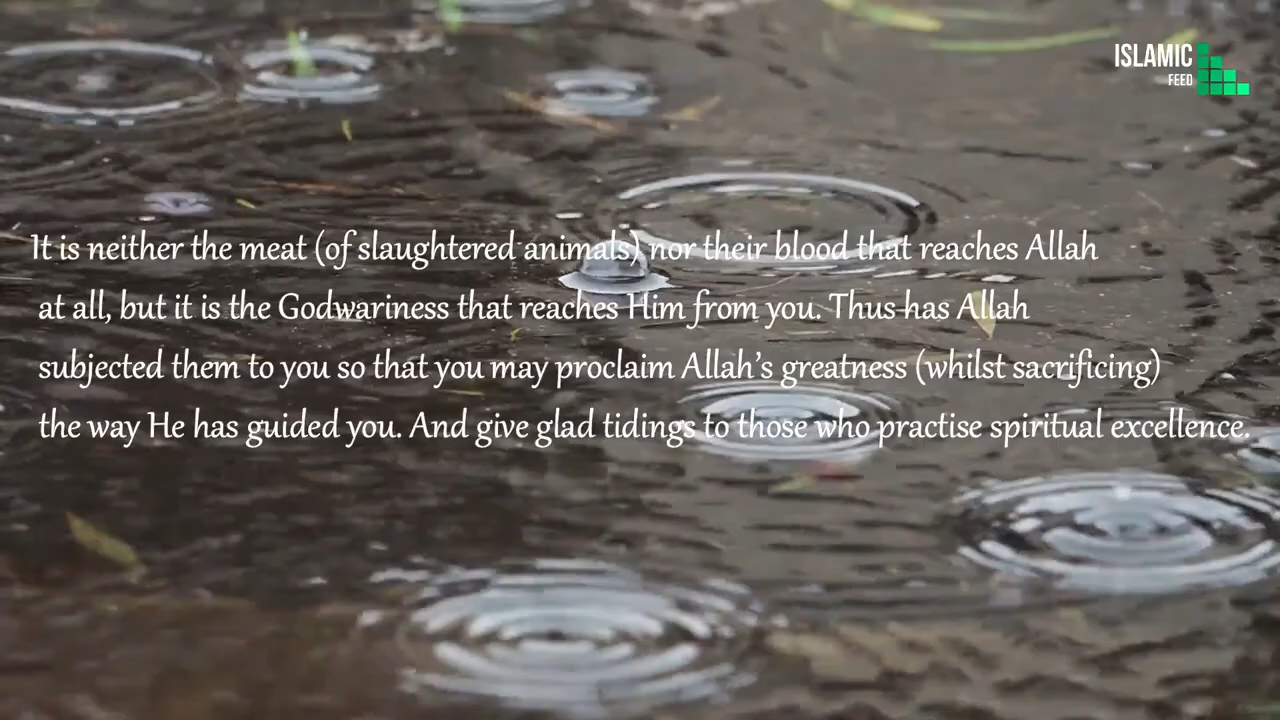 ISLAMIC
FEED
It is neither the meat (of slaughtered animals) nor their blood that reaches Allah
at all, but it is the Godwariness that reaches Him from you. Thus has Allah
subjected them to you so that you may proclaim Allah’s greatness (whilst sacrificing)
the way He has guided you. And give glad tidings to those who practise spiritual excellence.